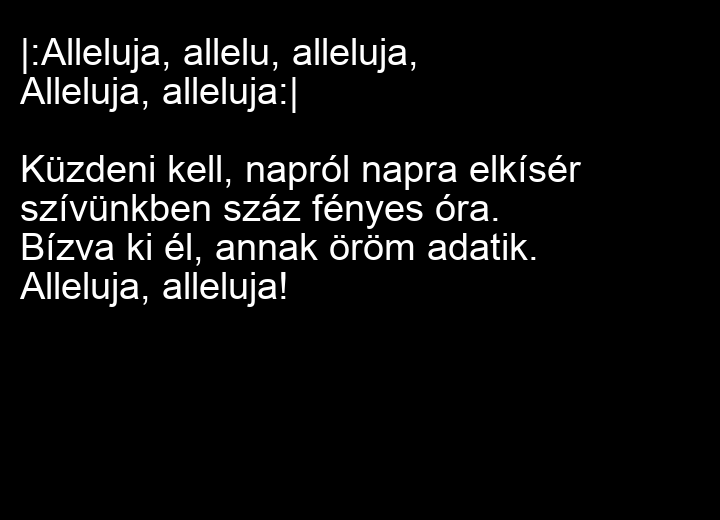 |:Alleluja, allelu, alleluja,
Alleluja, alleluja:|
Küzdeni kell, napról napra elkísér
szívünkben száz fényes óra.
Bízva ki él, annak öröm adatik.
Alleluja, alleluja!